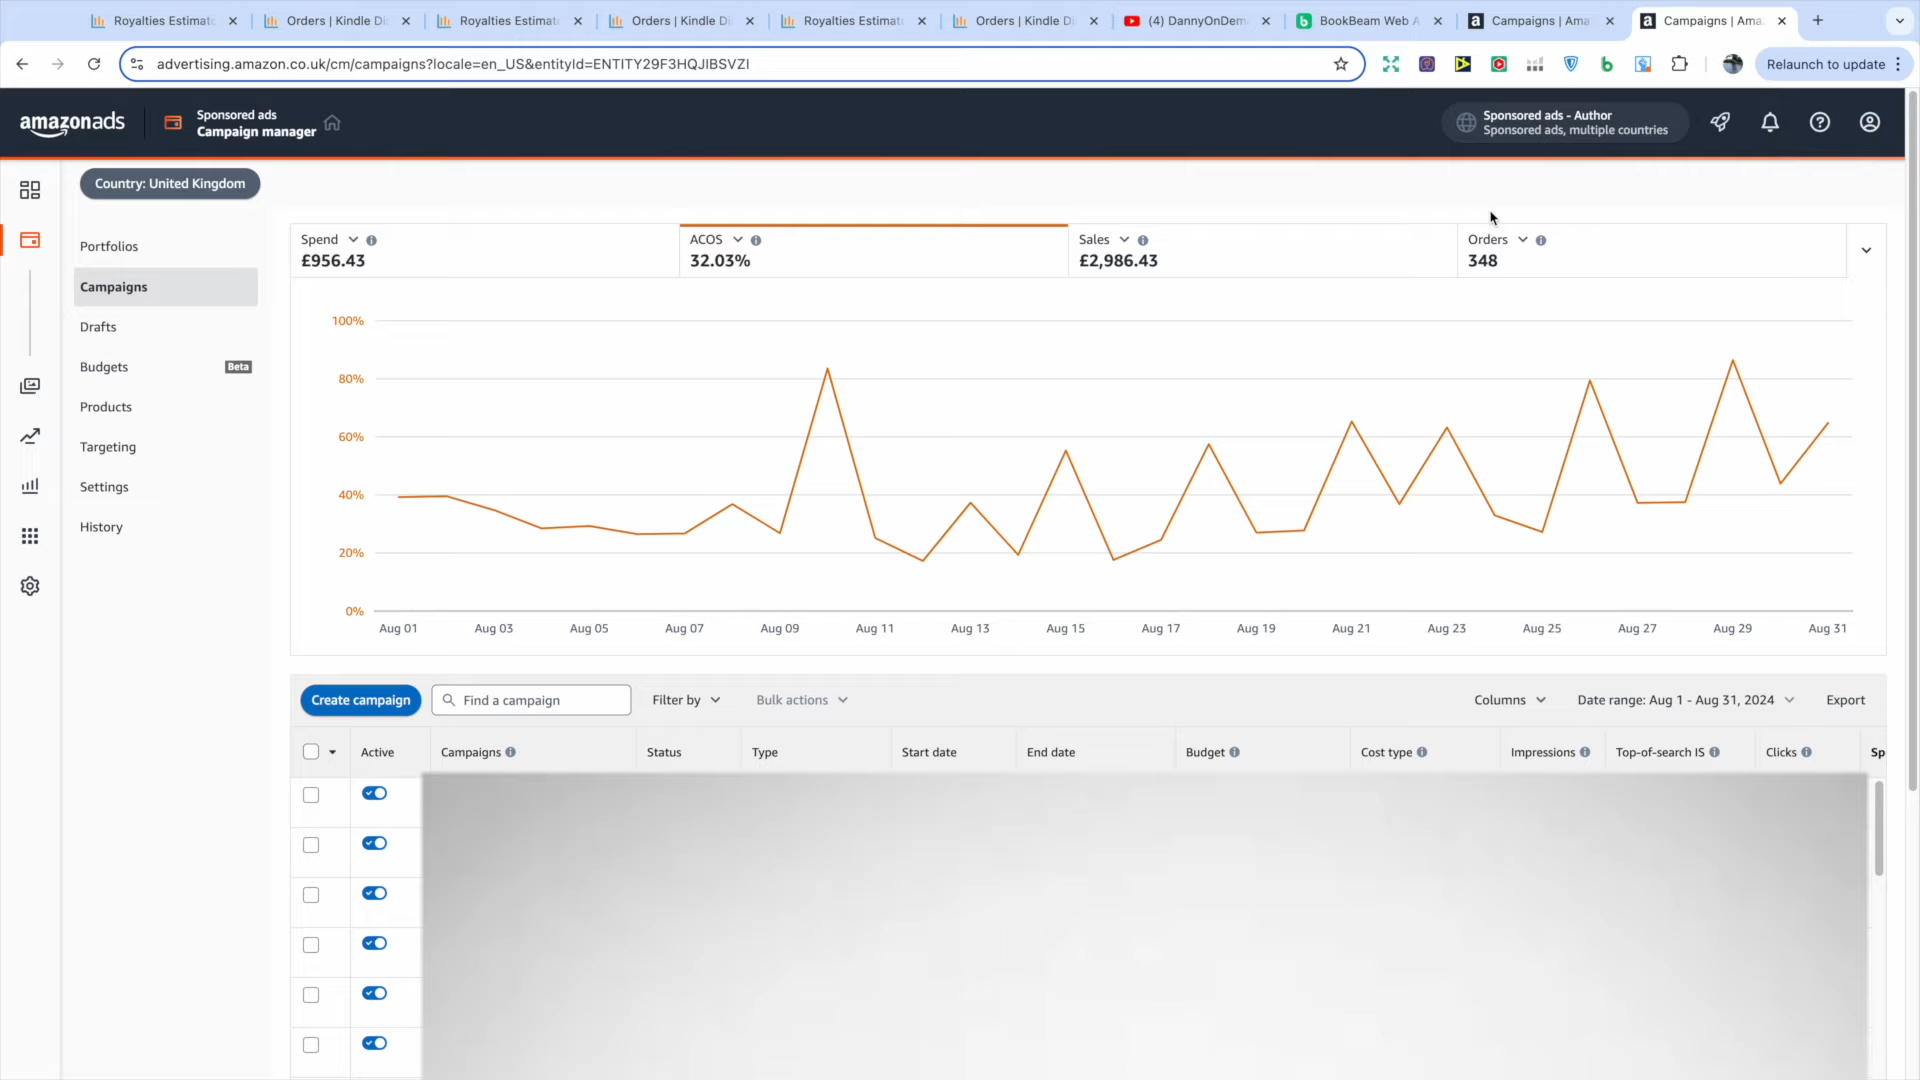 Royalties Estimat
Orders | Kindle Di
Royalties Estimat
Orders | Kindle Di
Royalties Estimat
Orders | Kindle Di
(4) DannyOnDem
BookBeam Web A
Campaigns | Ama
Campaigns | Ama
advertising.amazon.co.uk/cm/campaigns?locale=en_US&entityId=ENTITY29F3HQJIBSVZI
Relaunch to update
amazonads
Sponsored ads
Campaign manager
Sponsored ads - Author
Sponsored ads, multiple countries
Country: United Kingdom
Portfolios
Campaigns
Drafts
Budgets
Beta
Products
Targeting
Settings
History
Spend
£956.43
ACOS
32.03%
Sales
£2,986.43
Orders
348
100%
80%
60%
40%
20%
0%
Aug 01
Aug 03
Aug 05
Aug 07
Aug 09
Aug 11
Aug 13
Aug 15
Aug 17
Aug 19
Aug 21
Aug 23
Aug 25
Aug 27
Aug 29
Aug 31
Create campaign
Find a campaign
Filter by
Bulk actions
Columns
Date range: Aug 1 - Aug 31, 2024
Export
Active
Campaigns
Status
Type
Start date
End date
Budget
Cost type
Impressions
Top-of-search IS
Clicks
Sp